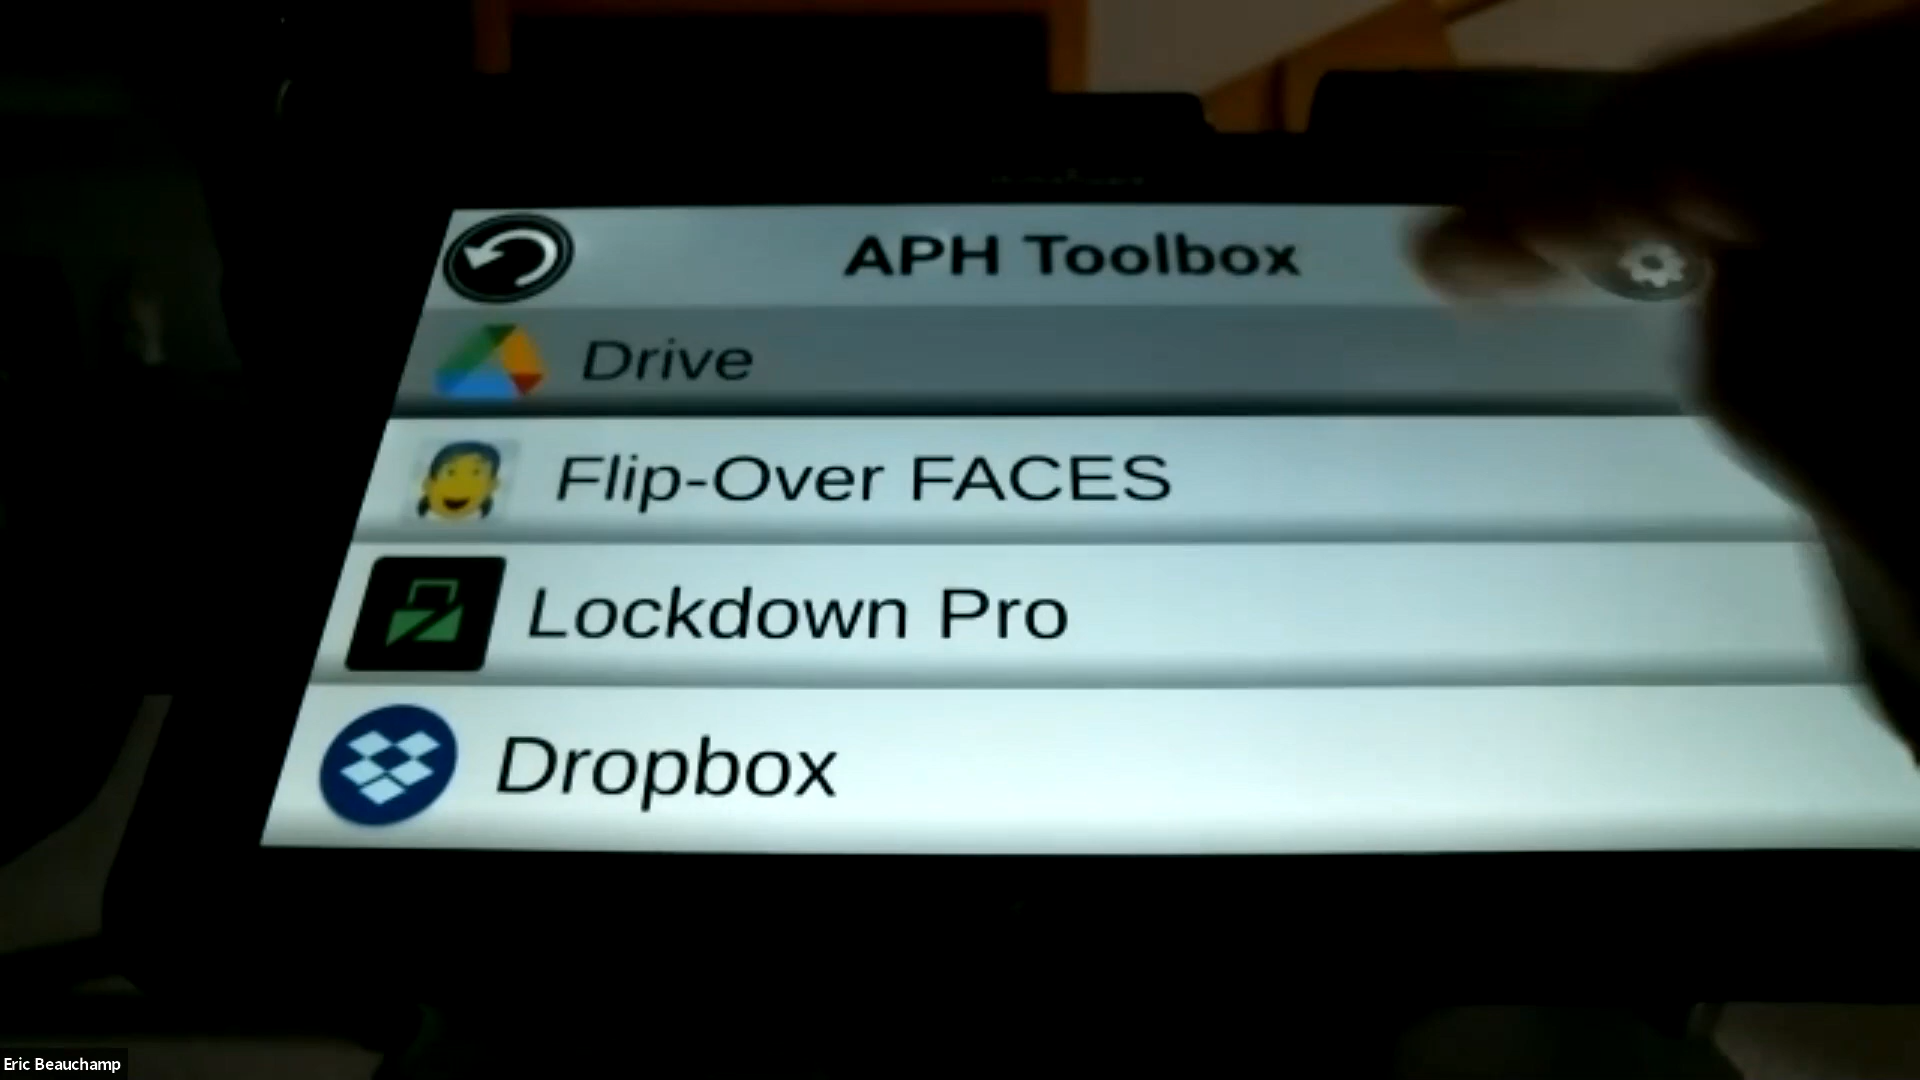 APH Toolbox
Drive
Flip-Over FACES
Lockdown Pro
Dropbox
Eric Beauchamp